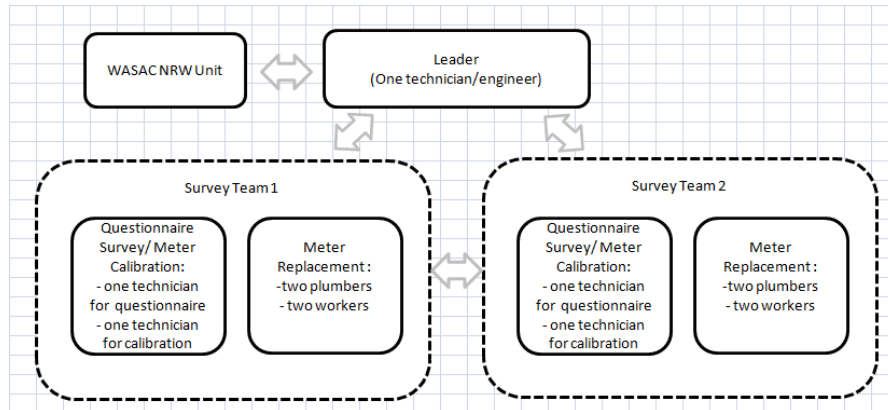 WASAC NRW Unit
Leader
(One technician/engineer)
Survey Team 1
Questionnaire
Survey/ Meter
Calibration:
- one technician
for questionnaire
- one technician
for calibration
Meter
Replacement :
-two plumbers
- two workers
Survey Team 2
Questionnaire
Survey/ Meter
Calibration:
- one technician
for questionnaire
- one technician
for calibration
Meter
Replacement :
-two plumbers
- two workers